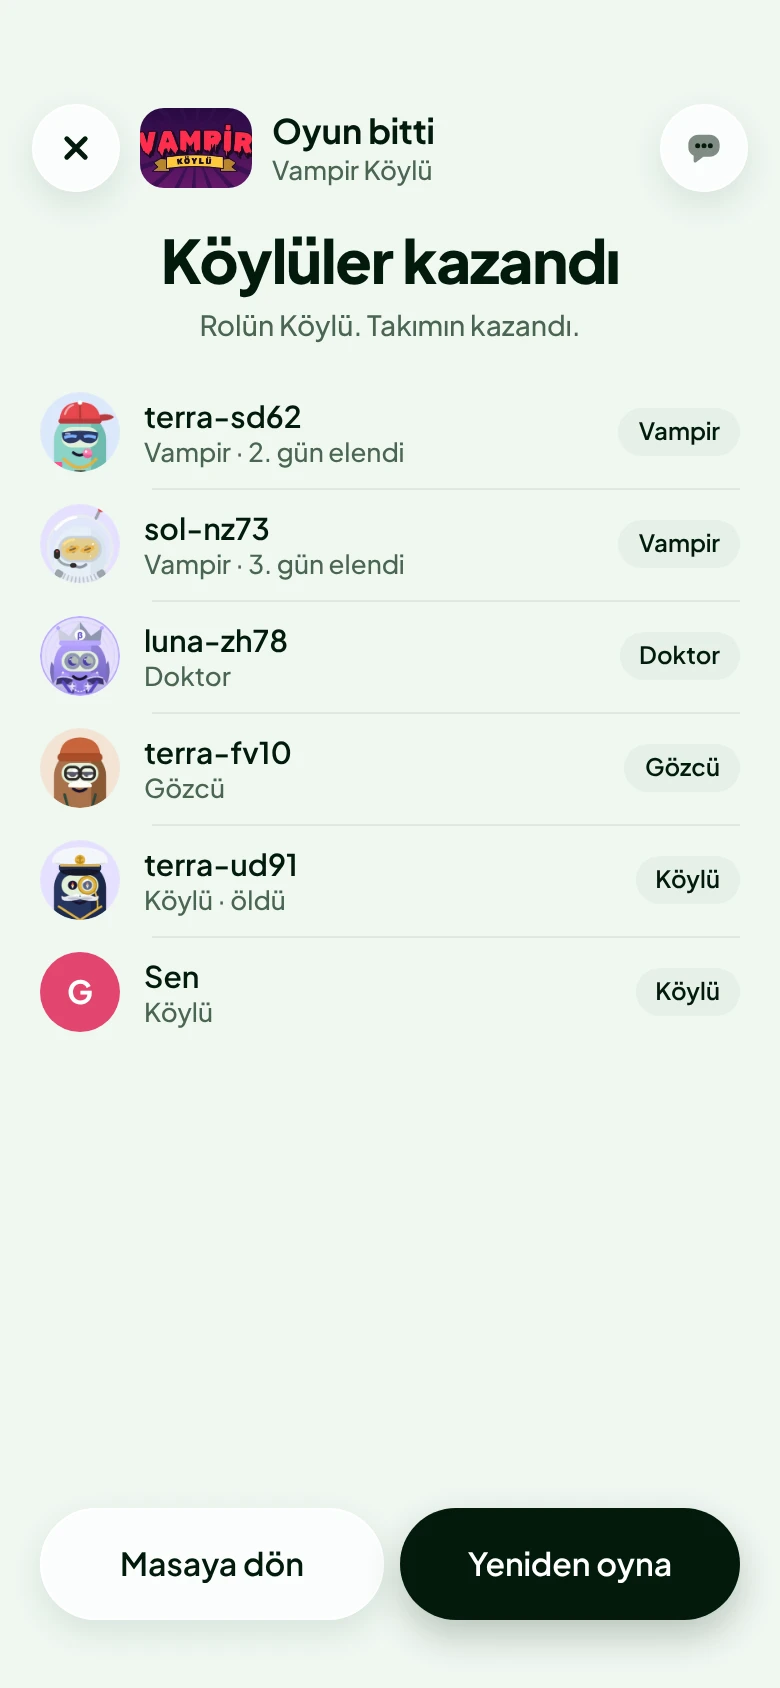 VAMPİR
KÖYLÜ
Oyun bitti
Vampir Köylü
Köylüler kazandı
Rolün Köylü. Takımın kazandı.
terra-sd62
Vampir · 2. gün elendi
Vampir
sol-nz73
Vampir · 3. gün elendi
Vampir
luna-zh78
Doktor
Doktor
terra-fv10
Gözcü
Gözcü
terra-ud91
Köylü · öldü
Köylü
G
Sen
Köylü
Köylü
Masaya dön
Yeniden oyna